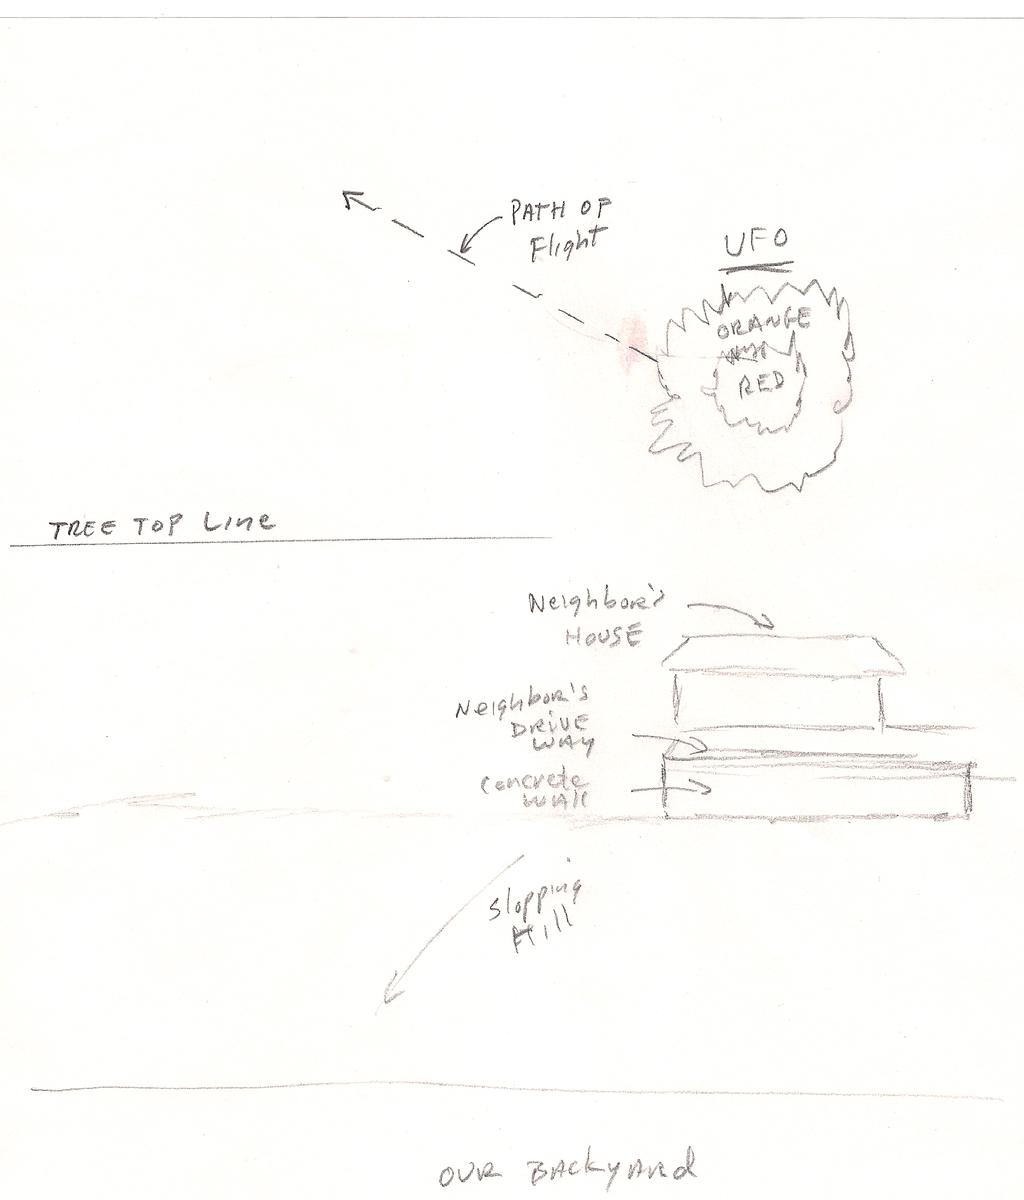 PATH OF
Flight
UFO
ORANGE
RED
TREE TOP LINE
Neighbor's
HOUSE
Neighbor's
DRIVE
WAY
Concrete
WAll
Slopping
Hill
OUR BACKYARd